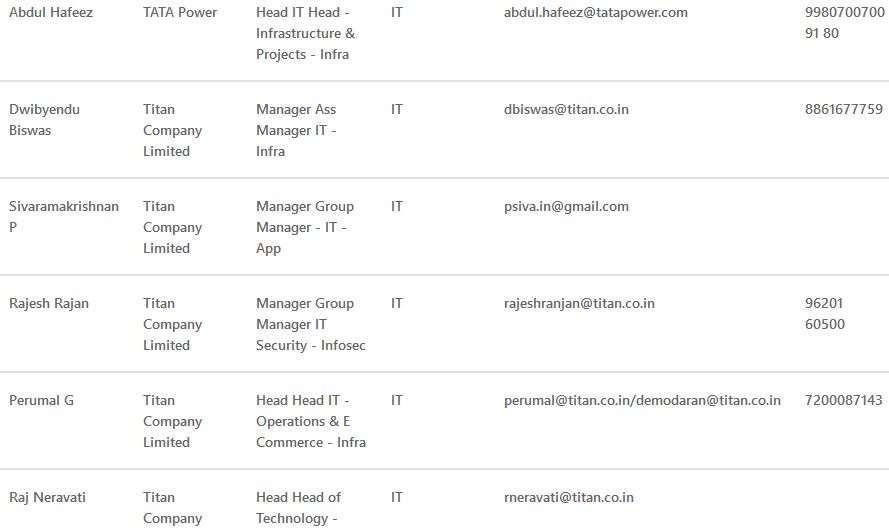 Abdul Hafeez TATA Power Head IT Head - IT abdul.hafeez@tatapower.com 9980700700
Infrastructure & 91 80
Projects - Infra
Dwibyendu Titan Manager Ass IT dbiswas@titan.co.in 8861677759
Biswas Company Manager IT -
Limited Infra
Sivaramakrishnan Titan Manager Group IT psiva.in@gmail.com
P Company Manager - IT -
Limited App
Rajesh Rajan Titan Manager Group IT rajeshranjan@titan.co.in 96201
Company Manager IT 60500
Limited Security - Infosec
Perumal G Titan Head Head IT - IT perumal@titan.co.in/demodaran@titan.co.in 7200087143
Company Operations & E
Limited Commerce - Infra
Raj Neravati Titan Head Head of IT rneravati@titan.co.in
Company Technology -